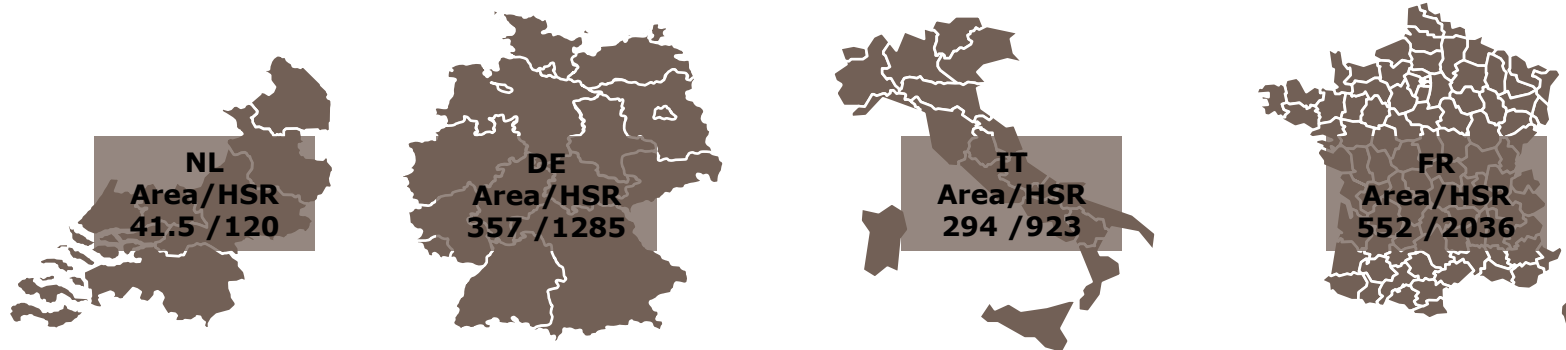 NL
Area/HSR
41.5 /120
DE
Area/HSR
357 /1285
IT
Area/HSR
294 /923
FR
Area/HSR
552 /2036